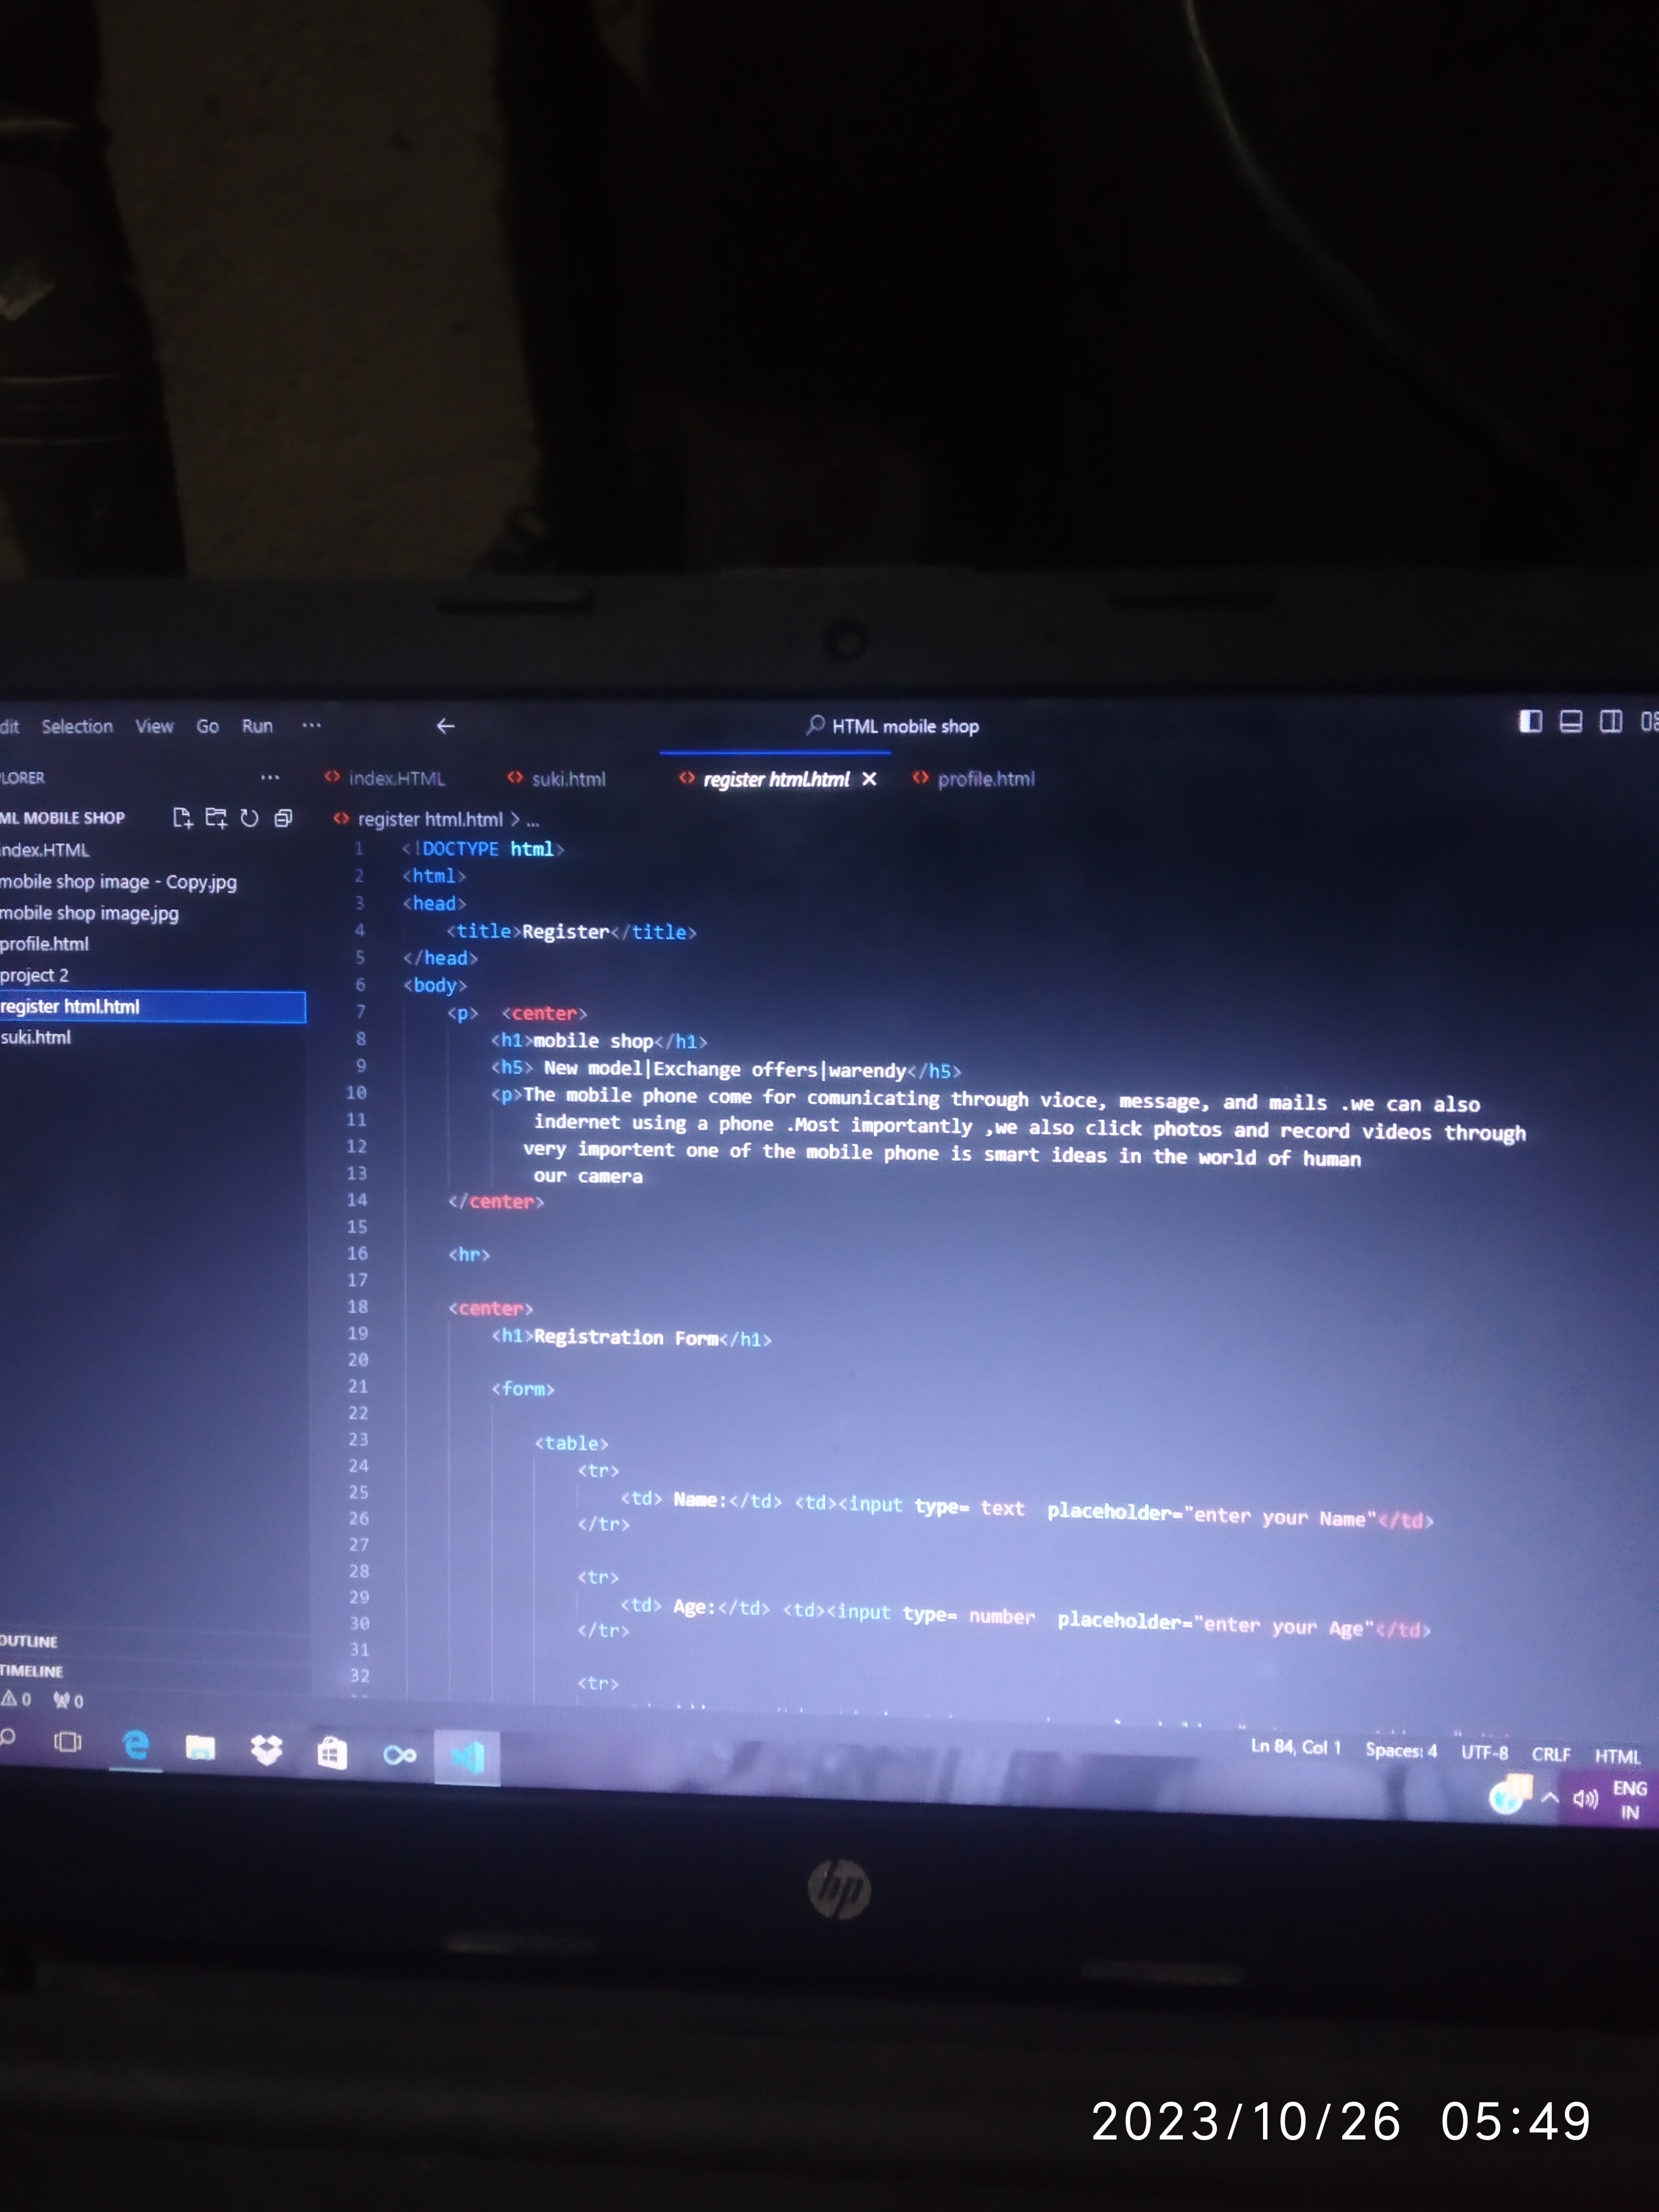 dit Selection View Go Run ... HTML mobile shop
LORER ... index.HTML suki.html register html.html profile.html
ML MOBILE SHOP register html.html > ...
index.HTML
mobile shop image - Copy.jpg
mobile shop image.jpg
profile.html
project 2
register html.html
suki.html
OUTLINE
TIMELINE
0 0
1 <!DOCTYPE html>
2 <html>
3 <head>
4 <title>Register</title>
5 </head>
6 <body>
7 <p> <center>
8 <h1>mobile shop</h1>
9 <h5> New model|Exchange offers|warendy</h5>
10 <p>The mobile phone come for comunicating through vioce, message, and mails .we can also
11 indernet using a phone .Most importantly ,we also click photos and record videos through
12 very importent one of the mobile phone is smart ideas in the world of human
13 our camera
14 </center>
15
16 <hr>
17
18 <center>
19 <h1>Registration Form</h1>
20
21 <form>
22
23 <table>
24 <tr>
25 <td> Name:</td> <td><input type= text placeholder="enter your Name"</td>
26 </tr>
27
28 <tr>
29 <td> Age:</td> <td><input type= number placeholder="enter your Age"</td>
30 </tr>
31
32 <tr>
Ln 84, Col 1 Spaces: 4 UTF-8 CRLF HTML
ENG
IN
hp
2023/10/26 05:49